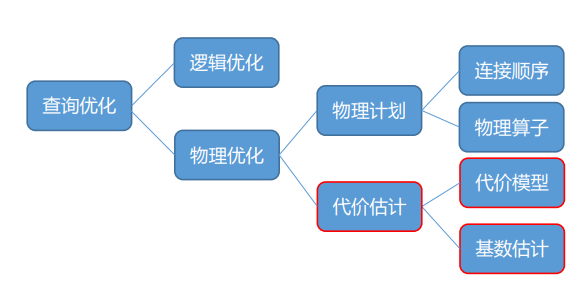 查询优化
逻辑优化
物理优化
物理计划
代价估计
连接顺序
物理算子
代价模型
基数估计